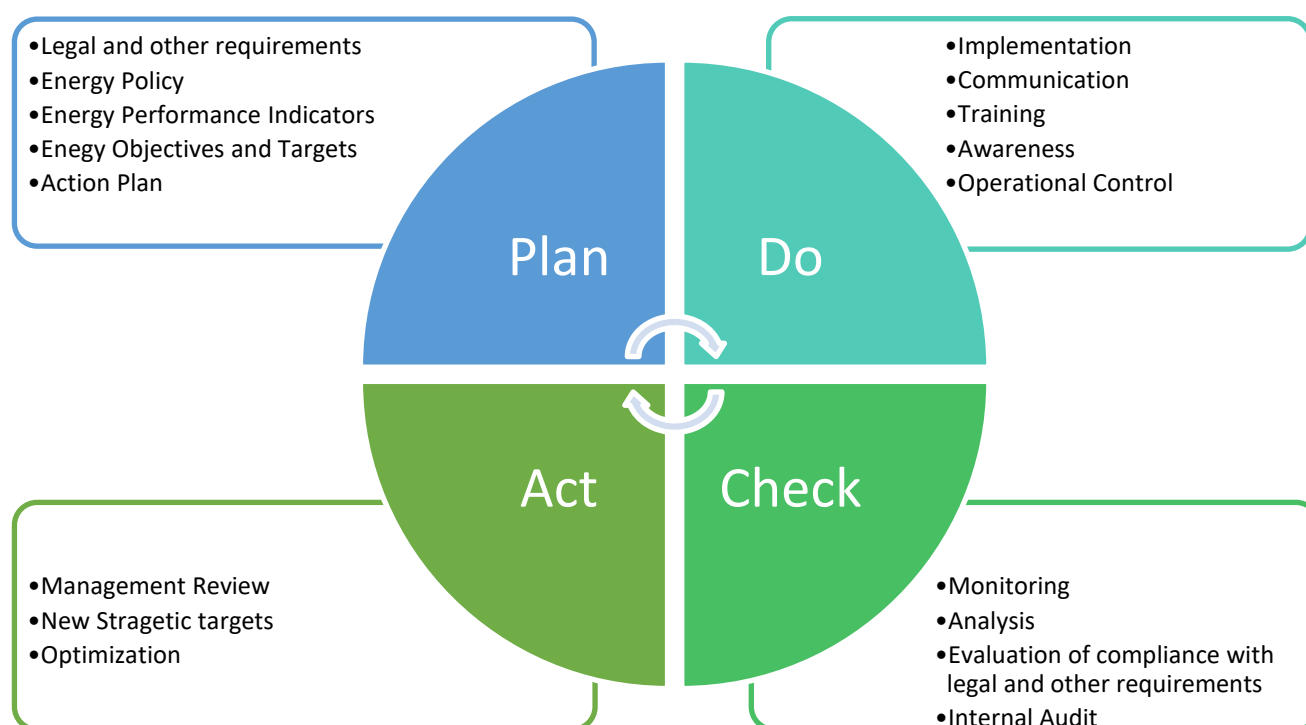 •Legal and other requirements
•Energy Policy
•Energy Performance Indicators
•Enegy Objectives and Targets
•Action Plan
•Implementation
•Communication
•Training
•Awareness
•Operational Control
Plan
Do
Act
Check
•Management Review
•New Stragetic targets
•Optimization
•Monitoring
•Analysis
•Evaluation of compliance with
legal and other requirements
•Internal Audit